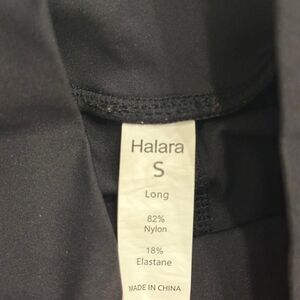 Halara
S
Long
82%
Nylon
18%
Elastane
MADE IN CHINA